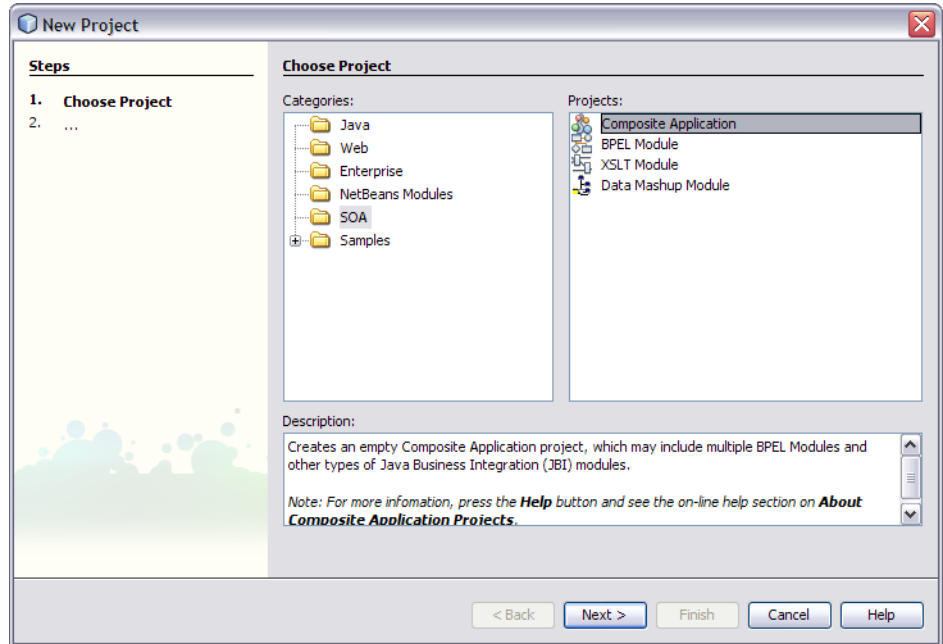 New Project
Steps
1. Choose Project
2. ...
Choose Project
Categories:
Java
Web
Enterprise
NetBeans Modules
SOA
Samples
Projects:
Composite Application
BPEL Module
XSLT Module
Data Mashup Module
Description:
Creates an empty Composite Application project, which may include multiple BPEL Modules and
other types of Java Business Integration (JBI) modules.
Note: For more infomation, press the Help button and see the on-line help section on About
Composite Application Projects.
< Back
Next >
Finish
Cancel
Help